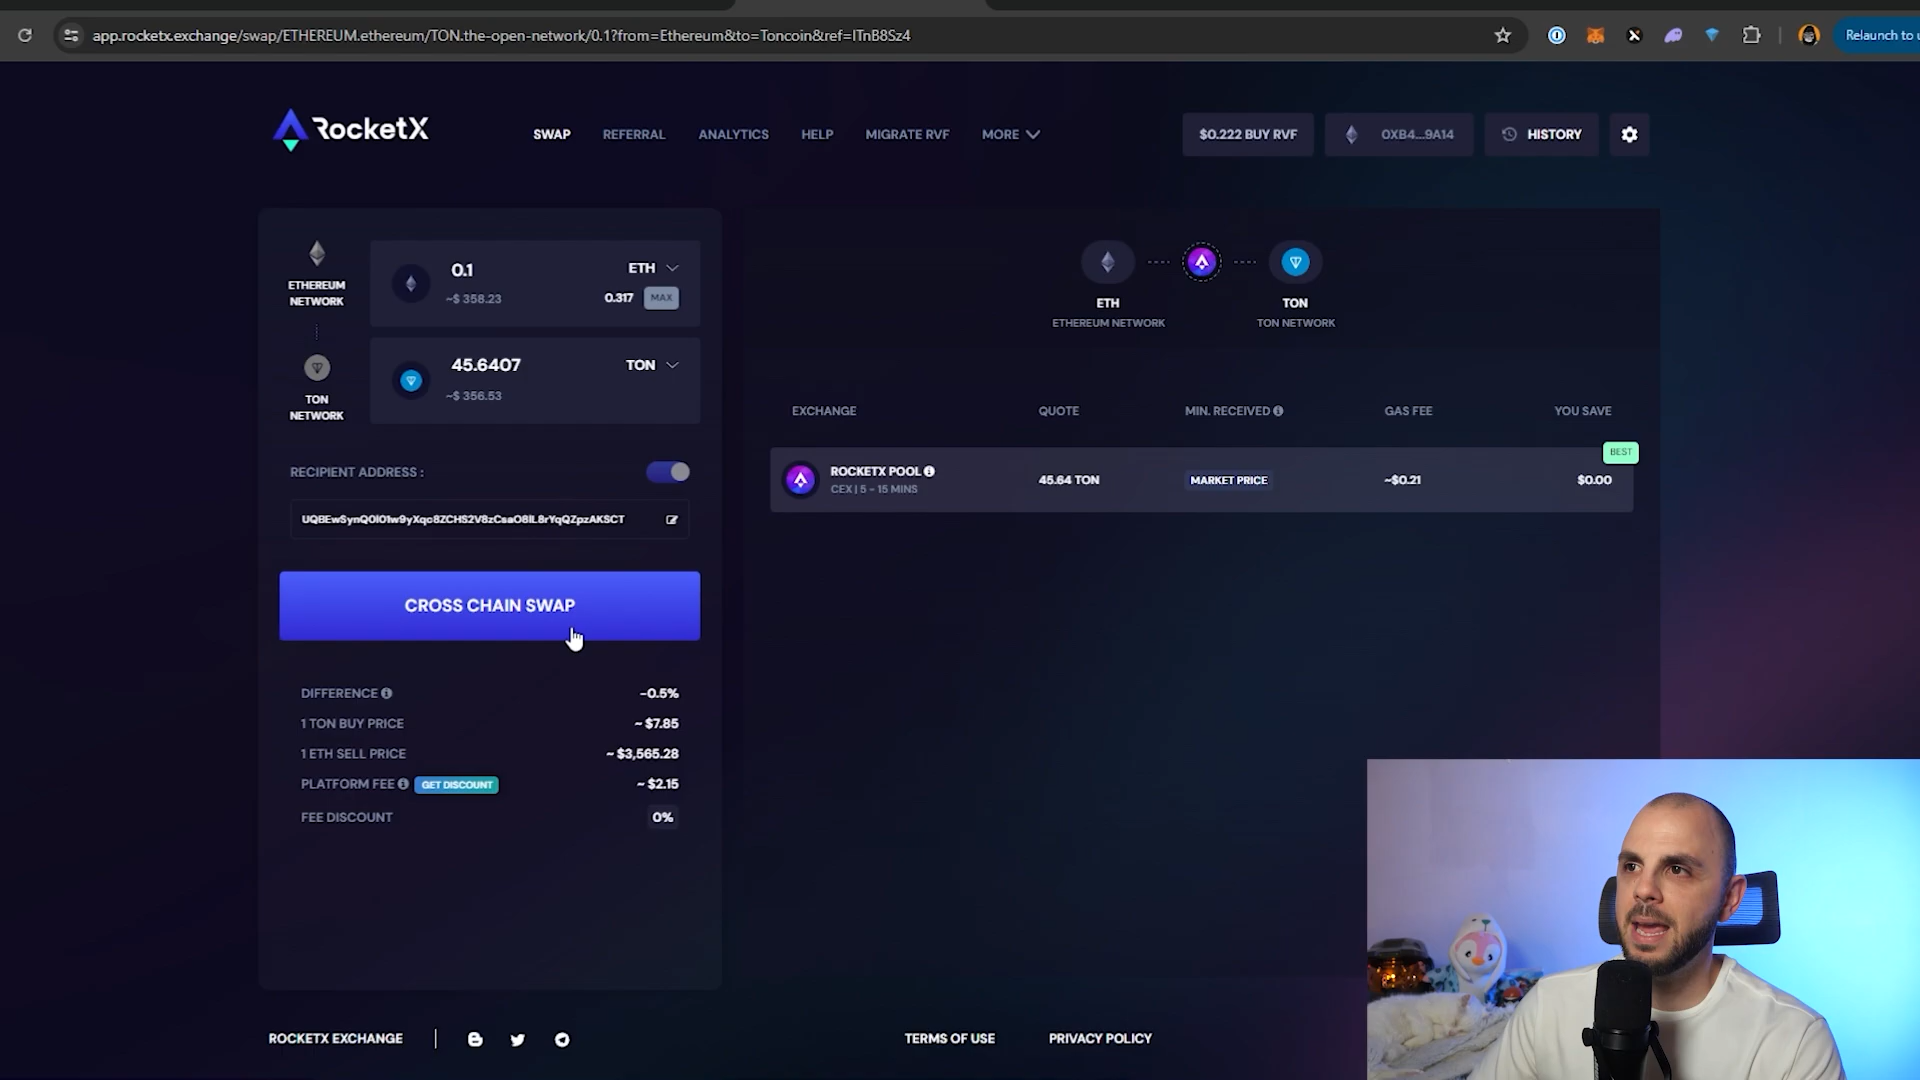 app.rocketx.exchange/swap/ETHEREUM.ethereum/TON.the-open-network/0.1?from=Ethereum&to=Toncoin&ref=ITnB8Sz4
Relaunch to u
RocketX
SWAP
REFERRAL
ANALYTICS
HELP
MIGRATE RVF
MORE
$0.222 BUY RVF
0XB4...9A14
HISTORY
ETHEREUM
NETWORK
0.1
~$ 358.23
ETH
0.317 MAX
TON
NETWORK
45.6407
~$ 356.53
TON
RECIPIENT ADDRESS :
CROSS CHAIN SWAP
DIFFERENCE
-0.5%
1 TON BUY PRICE
~ $7.85
1 ETH SELL PRICE
~ $3,565.28
PLATFORM FEE
GET DISCOUNT
~ $2.15
FEE DISCOUNT
0%
ETH
ETHEREUM NETWORK
TON
TON NETWORK
EXCHANGE
QUOTE
MIN. RECEIVED
GAS FEE
YOU SAVE
BEST
ROCKETX POOL
CEX | 5 - 15 MINS
45.64 TON
MARKET PRICE
~$0.21
$0.00
ROCKETX EXCHANGE
TERMS OF USE
PRIVACY POLICY